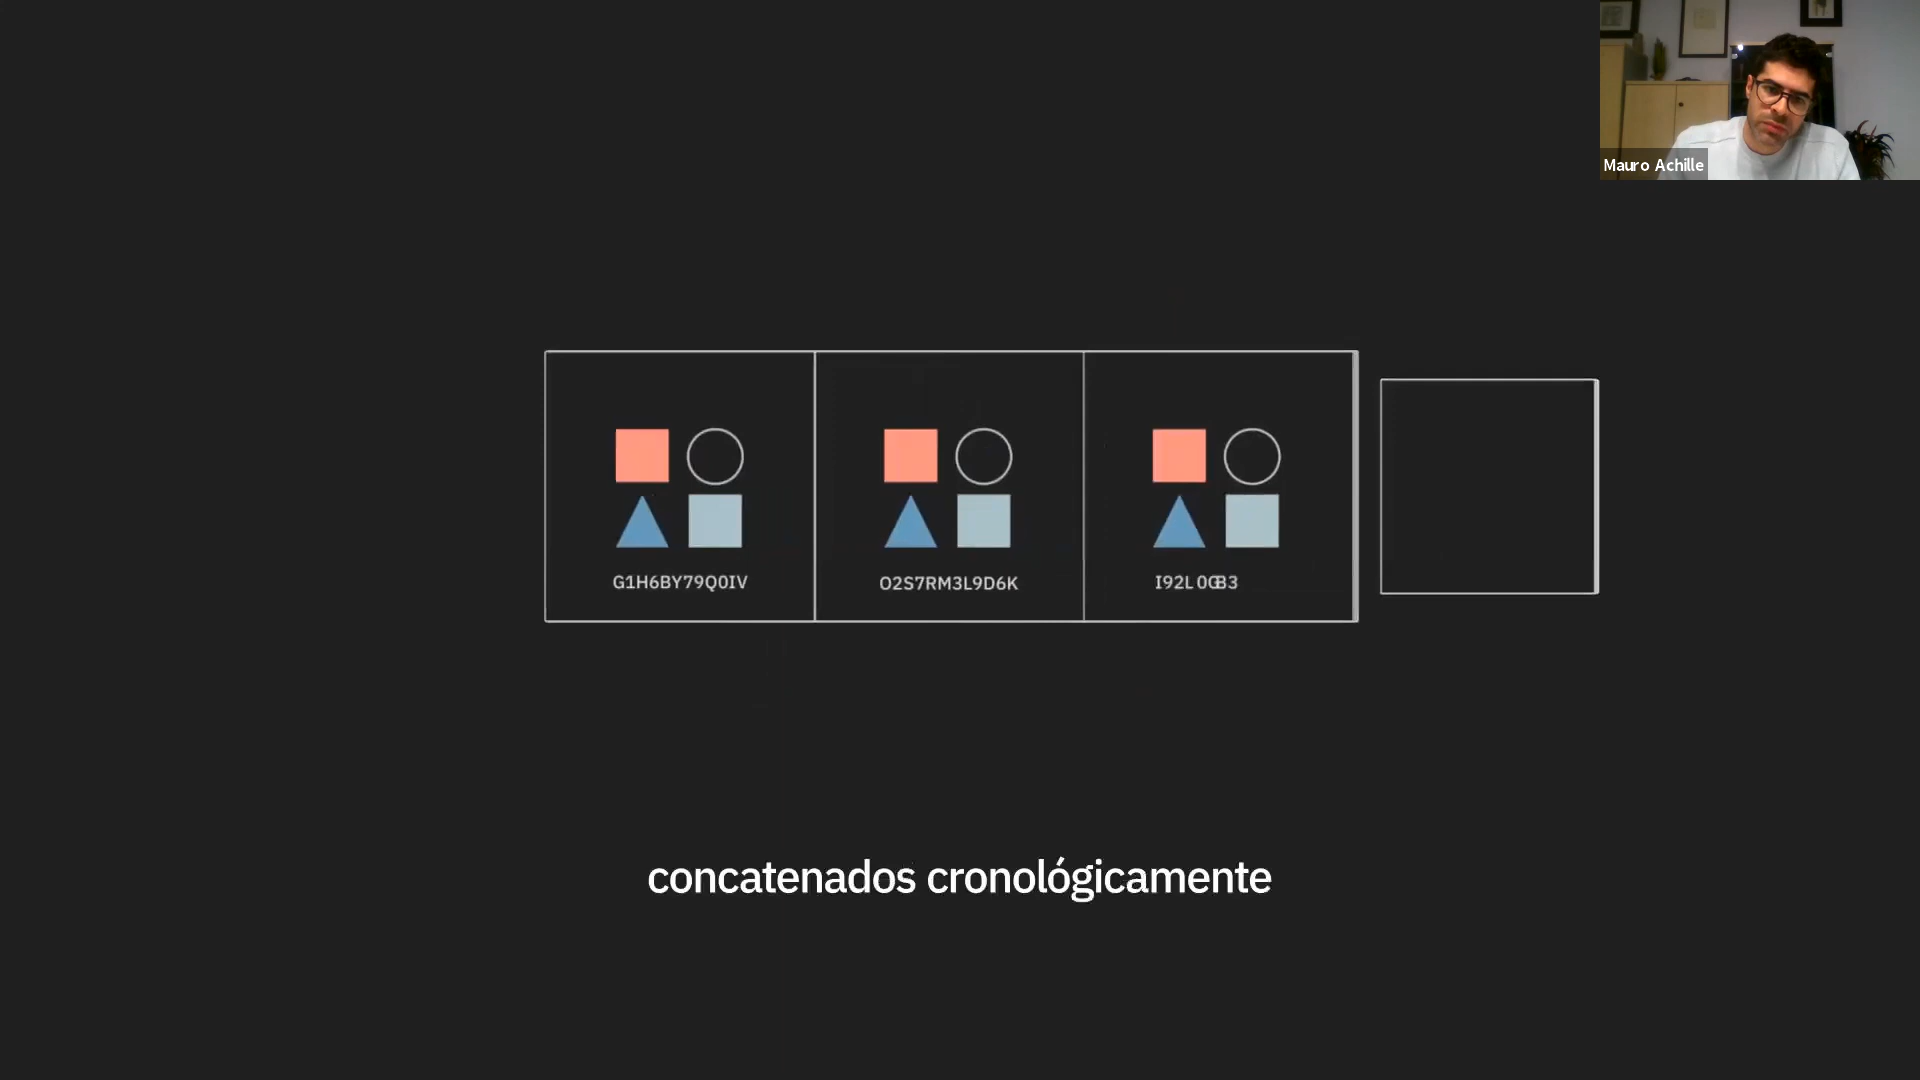 Mauro Achille
G1H6BY79Q0IV
O2S7RM3L9D6K
concatenados cronológicamente